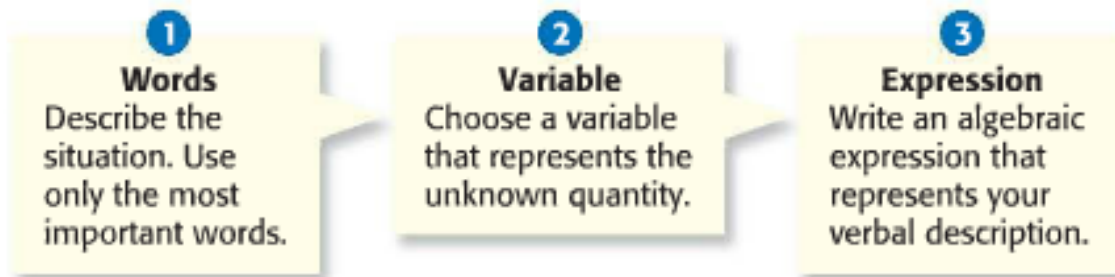 1
Words
Describe the
situation. Use
only the most
important words.
2
Variable
Choose a variable
that represents the
unknown quantity.
3
Expression
Write an algebraic
expression that
represents your
verbal description.